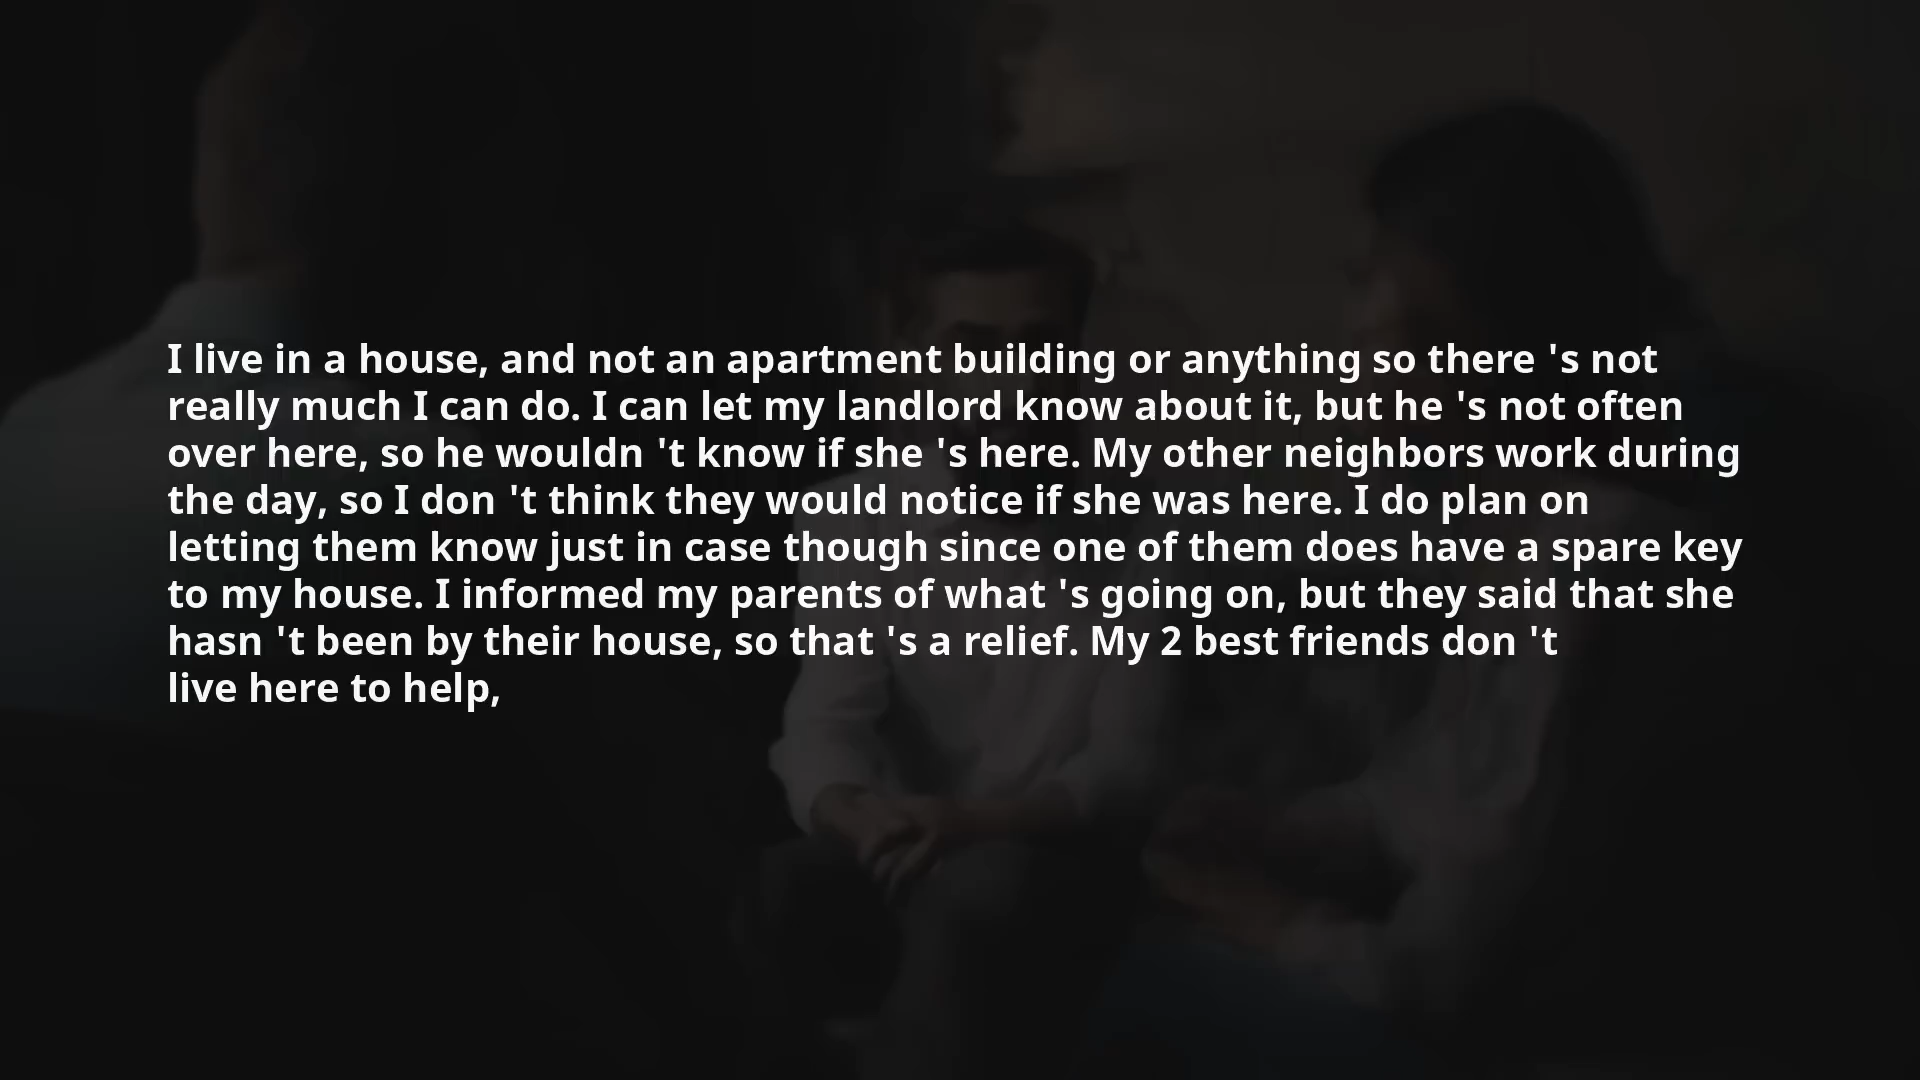 I live in a house, and not an apartment building or anything so there 's not
really much I can do. I can let my landlord know about it, but he 's not often
over here, so he wouldn 't know if she 's here. My other neighbors work during
the day, so I don 't think they would notice if she was here. I do plan on
letting them know just in case though since one of them does have a spare key
to my house. I informed my parents of what 's going on, but they said that she
hasn 't been by their house, so that 's a relief. My 2 best friends don 't
live here to help,